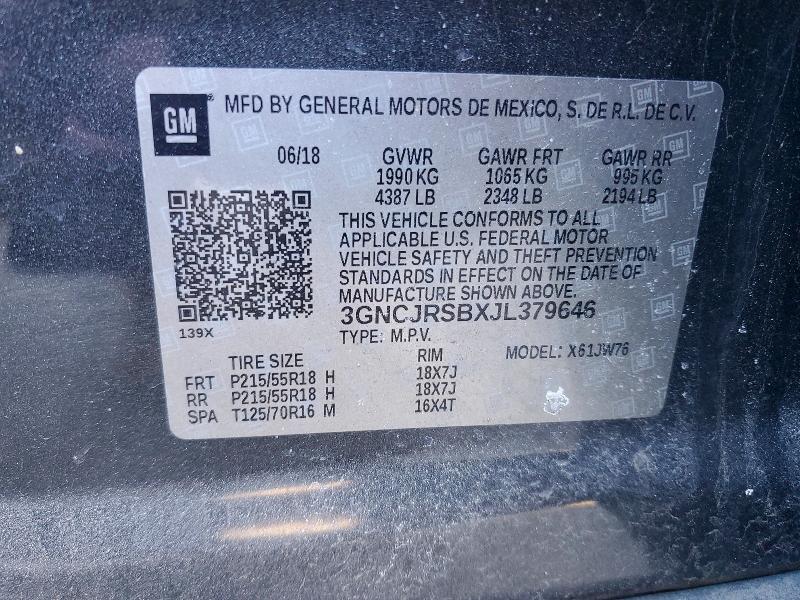 GM
MFD BY GENERAL MOTORS DE MEXICO, S. DE R.L. DE C.V.
06/18 GVWR GAWR FRT GAWR RR
1990 KG 1065 KG 995 KG
4387 LB 2348 LB 2194 LB
THIS VEHICLE CONFORMS TO ALL
APPLICABLE U.S. FEDERAL MOTOR
VEHICLE SAFETY AND THEFT PREVENTION
STANDARDS IN EFFECT ON THE DATE OF
MANUFACTURE SHOWN ABOVE.
3GNCJRSBXJL379646
139X
TYPE: M.P.V.
TIRE SIZE RIM MODEL: X61JW76
FRT P215/55R18 H 18X7J
RR P215/55R18 H 18X7J
SPA T125/70R16 M 16X4T